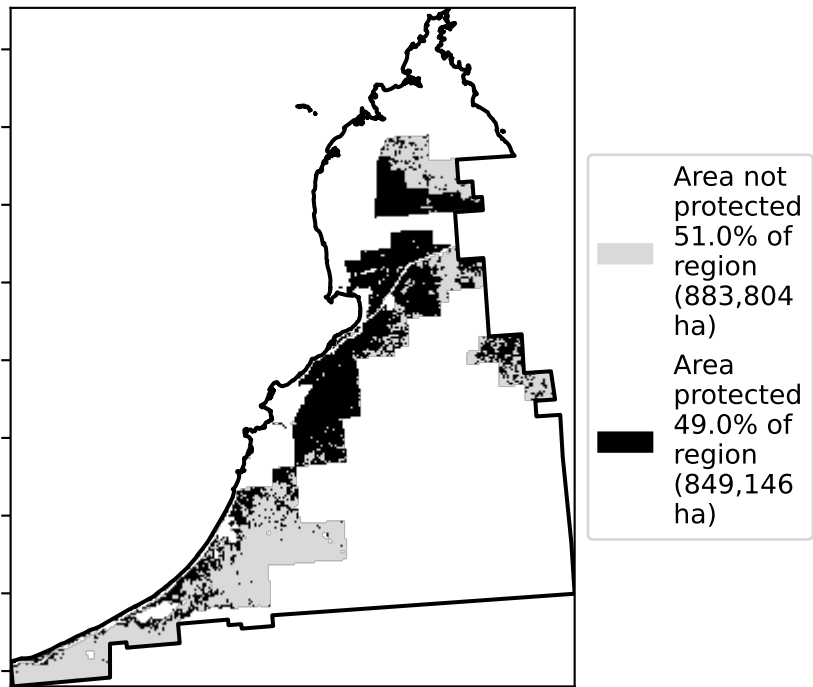 Area not
protected
51.0% of
region
(883,804
ha)
Area
protected
49.0% of
region
(849,146
ha)